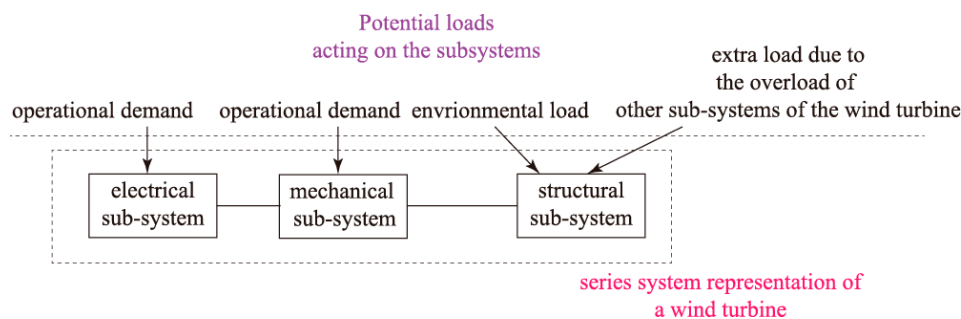 Potential loads
acting on the subsystems
extra load due to
the overload of
other sub-systems of the wind turbine
operational demand
operational demand
envrionmental load
electrical
sub-system
mechanical
sub-system
structural
sub-system
series system representation of
a wind turbine